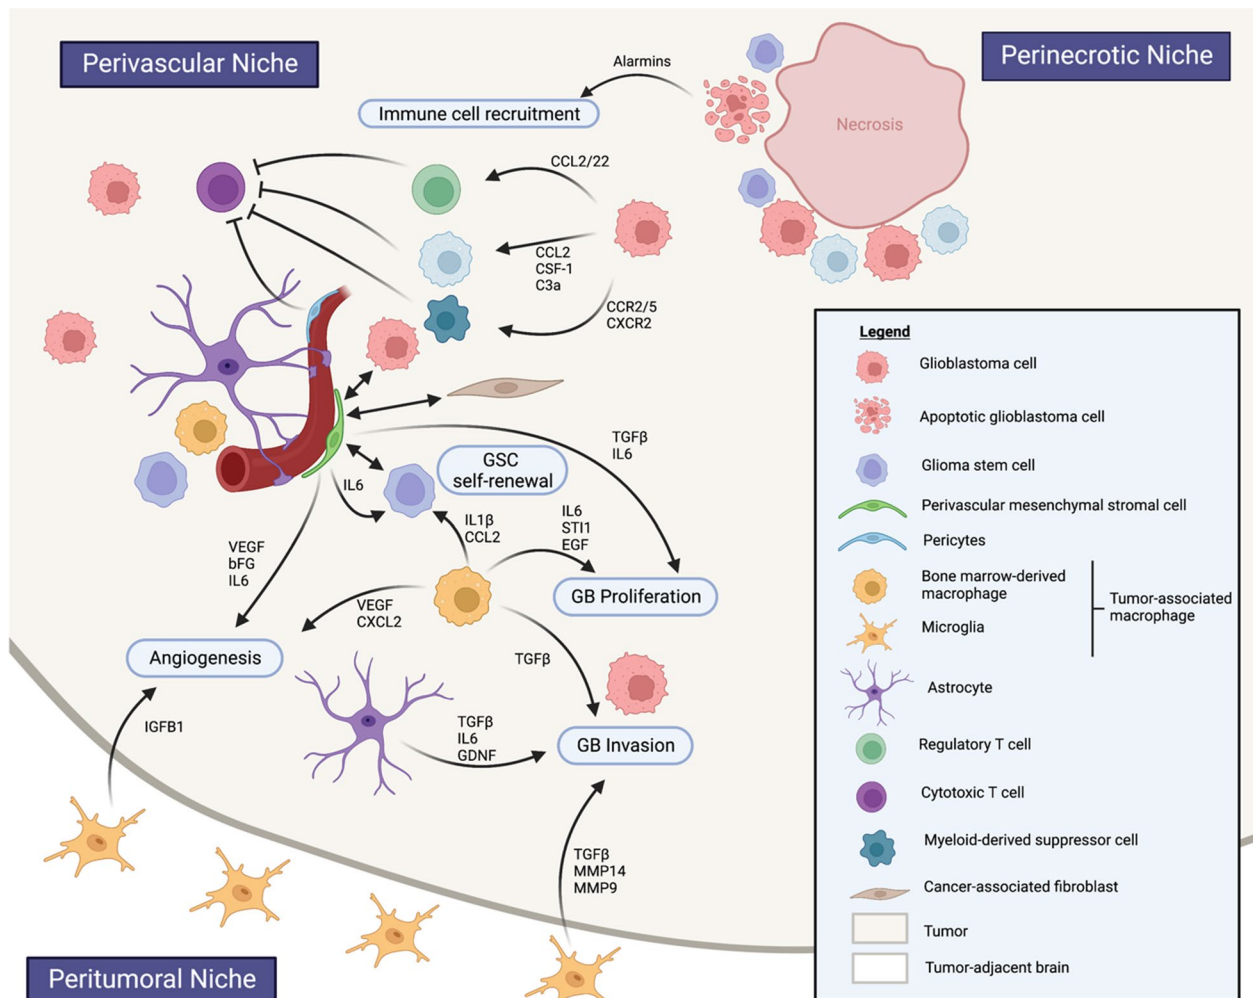 Perivascular Niche
Perinecrotic Niche
Alarmins
Immune cell recruitment
Necrosis
CCL2/22
CCL2
CSF-1
C3a
CCR2/5
CXCR2
TGFβ
IL6
GSC
self-renewal
IL6
IL1β
CCL2
IL6
STI1
EGF
VEGF
bFG
IL6
GB Proliferation
VEGF
CXCL2
Angiogenesis
TGFβ
IGFB1
TGFβ
IL6
GDNF
GB Invasion
TGFβ
MMP14
MMP9
Peritumoral Niche
Legend
Glioblastoma cell
Apoptotic glioblastoma cell
Glioma stem cell
Perivascular mesenchymal stromal cell
Pericytes
Bone marrow-derived
macrophage
Microglia
Tumor-associated
macrophage
Astrocyte
Regulatory T cell
Cytotoxic T cell
Myeloid-derived suppressor cell
Cancer-associated fibroblast
Tumor
Tumor-adjacent brain